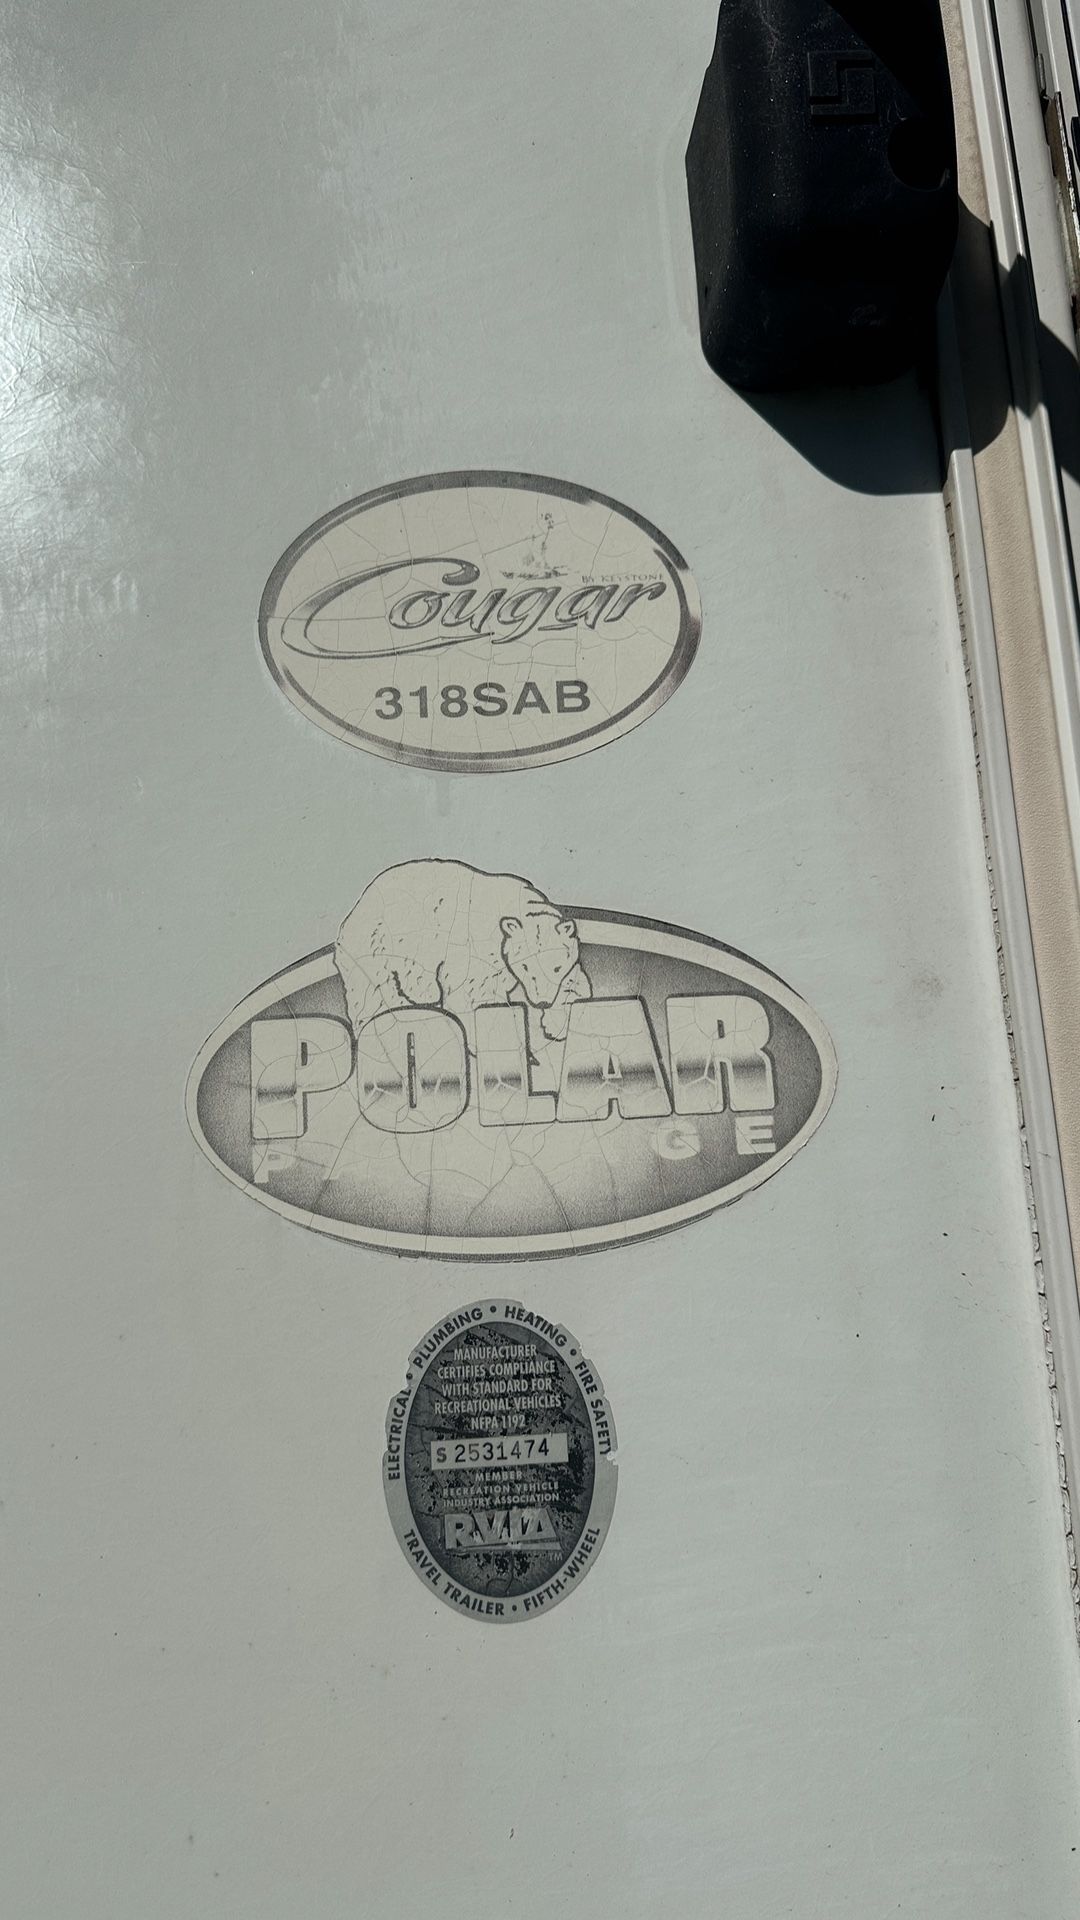 Cougar
BY KEYSTONE
318SAB
POLAR
P G E
ELECTRICAL • PLUMBING • HEATING • FIRE SAFETY
MANUFACTURER
CERTIFIES COMPLIANCE
WITH STANDARD FOR
RECREATIONAL VEHICLES
NFPA 1192
S 2531474
MEMBER
RECREATION VEHICLE
INDUSTRY ASSOCIATION
RVIA
TM
TRAVEL TRAILER • FIFTH-WHEEL